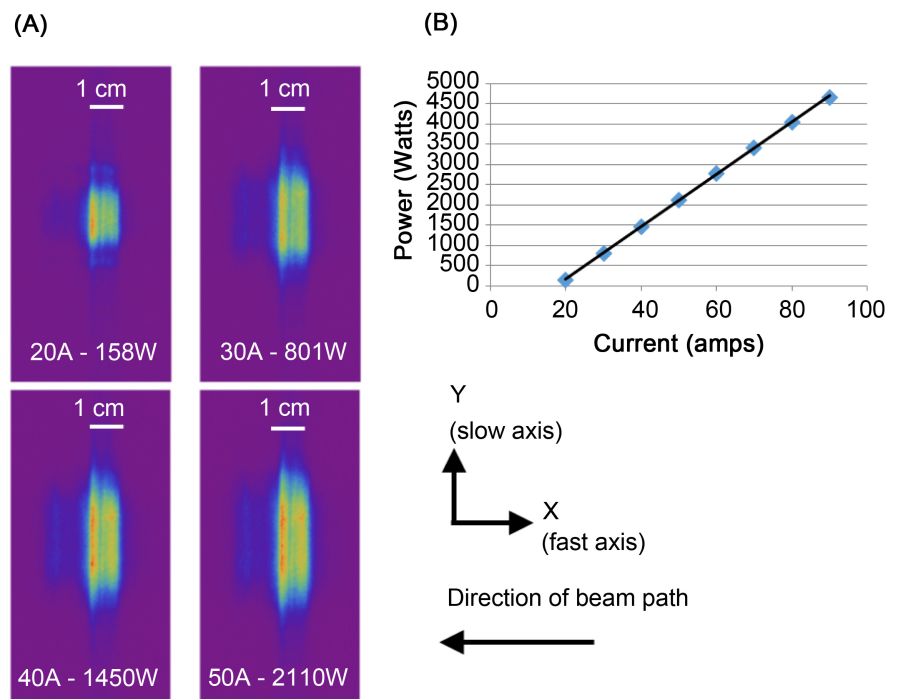 (A)
1 cm
1 cm
20A - 158W
30A - 801W
1 cm
1 cm
40A - 1450W
50A - 2110W
(B)
Power (Watts)
5000
4500
4000
3500
3000
2500
2000
1500
1000
500
0
0 20 40 60 80 100
Current (amps)
Y
(slow axis)
X
(fast axis)
Direction of beam path